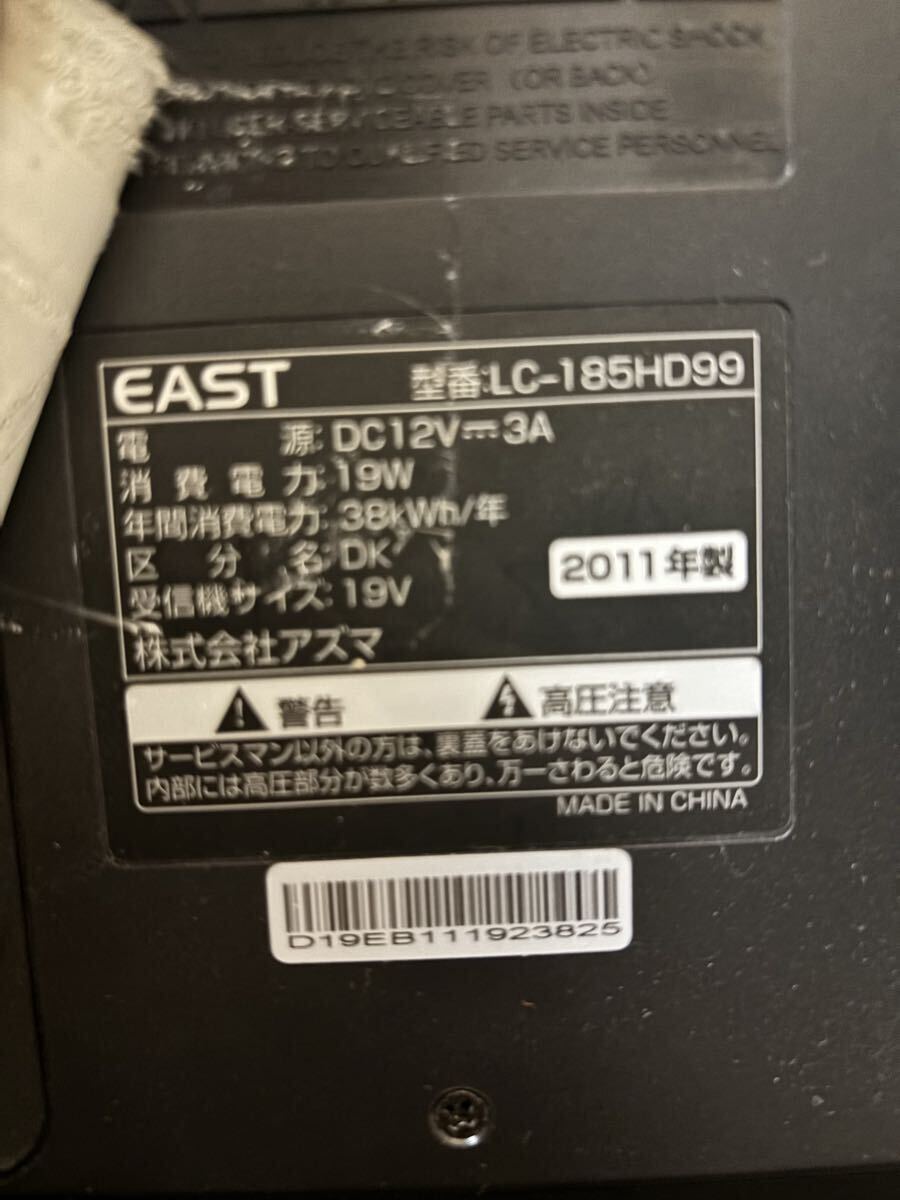 THE RISK OF ELECTRIC SHOCK
COVER (OR BACK)
SERVICEABLE PARTS INSIDE
TO QUALIFIED SERVICE PERSONNEL
EAST 型番:LC-185HD99
電源:DC12V⎓3A
消費電力:19W
年間消費電力:38kWh/年
区分名:DK
2011年製
受信機サイズ:19V
株式会社アズマ
警告 高圧注意
サービスマン以外の方は、裏蓋をあけないでください。
内部には高圧部分が数多くあり、万一さわると危険です。
MADE IN CHINA
D19EB111923825